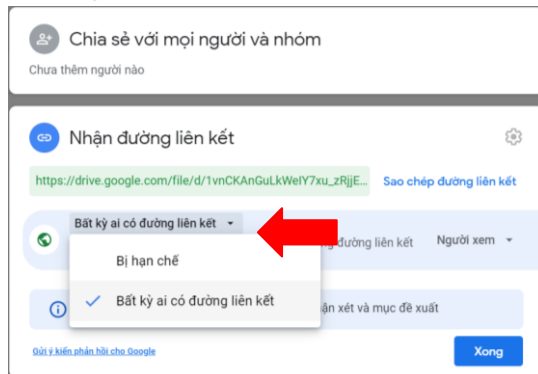 Chia sẻ với mọi người và nhóm
Chưa thêm người nào
Nhận đường liên kết
https://drive.google.com/file/d/1vnCKAnGuLkWeIY7xu_zRjjE...
Sao chép đường liên kết
Bất kỳ ai có đường liên kết
đường liên kết
Người xem
Bị hạn chế
Bất kỳ ai có đường liên kết
nhận xét và mục đề xuất
Gửi ý kiến phản hồi cho Google
Xong